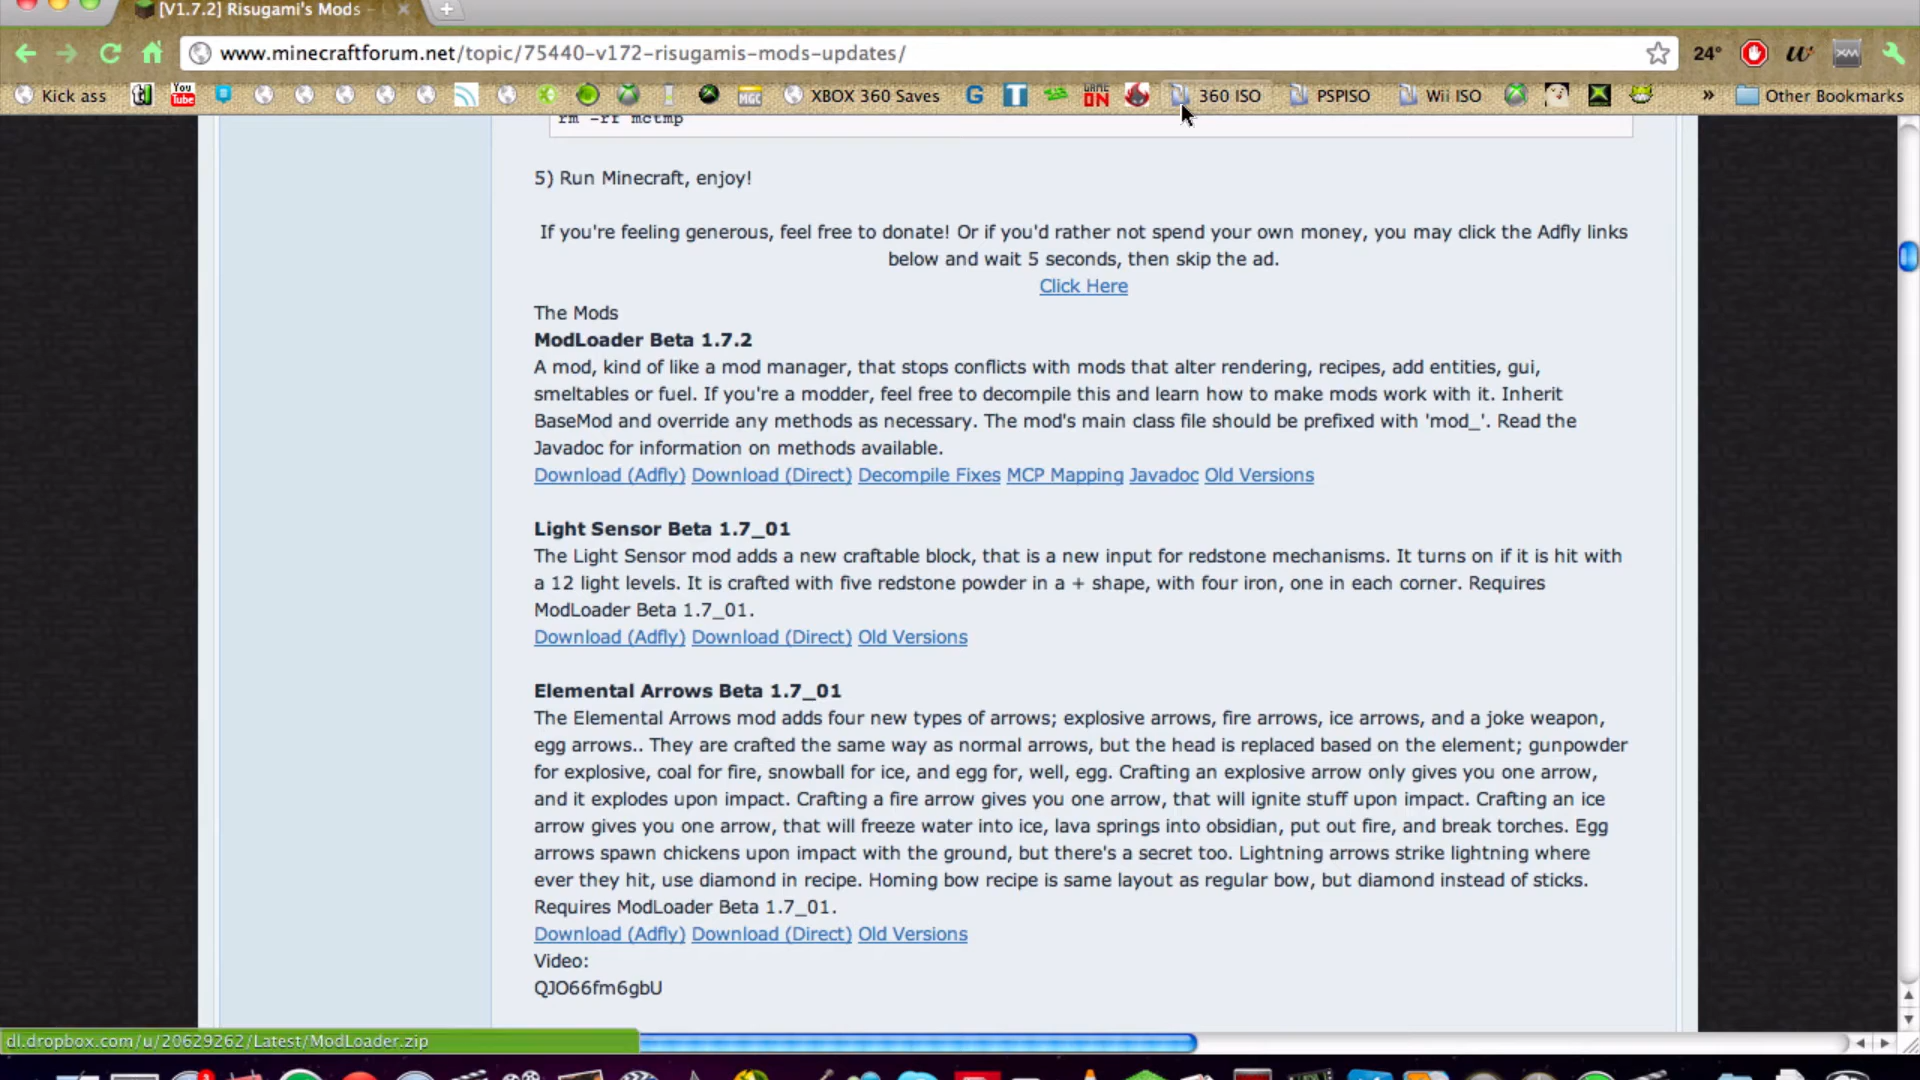 [V1.7.2] Risugami's Mods –
www.minecraftforum.net/topic/75440-v172-risugamis-mods-updates/
24°
Kick ass You Tube MGC XBOX 360 Saves G T GAME ON 360 ISO PSPISO Wii ISO » Other Bookmarks
rm -rf mctmp
5) Run Minecraft, enjoy!
If you're feeling generous, feel free to donate! Or if you'd rather not spend your own money, you may click the Adfly links
below and wait 5 seconds, then skip the ad.
Click Here
The Mods
ModLoader Beta 1.7.2
A mod, kind of like a mod manager, that stops conflicts with mods that alter rendering, recipes, add entities, gui,
smeltables or fuel. If you're a modder, feel free to decompile this and learn how to make mods work with it. Inherit
BaseMod and override any methods as necessary. The mod's main class file should be prefixed with 'mod_'. Read the
Javadoc for information on methods available.
Download (Adfly) Download (Direct) Decompile Fixes MCP Mapping Javadoc Old Versions
Light Sensor Beta 1.7_01
The Light Sensor mod adds a new craftable block, that is a new input for redstone mechanisms. It turns on if it is hit with
a 12 light levels. It is crafted with five redstone powder in a + shape, with four iron, one in each corner. Requires
ModLoader Beta 1.7_01.
Download (Adfly) Download (Direct) Old Versions
Elemental Arrows Beta 1.7_01
The Elemental Arrows mod adds four new types of arrows; explosive arrows, fire arrows, ice arrows, and a joke weapon,
egg arrows.. They are crafted the same way as normal arrows, but the head is replaced based on the element; gunpowder
for explosive, coal for fire, snowball for ice, and egg for, well, egg. Crafting an explosive arrow only gives you one arrow,
and it explodes upon impact. Crafting a fire arrow gives you one arrow, that will ignite stuff upon impact. Crafting an ice
arrow gives you one arrow, that will freeze water into ice, lava springs into obsidian, put out fire, and break torches. Egg
arrows spawn chickens upon impact with the ground, but there's a secret too. Lightning arrows strike lightning where
ever they hit, use diamond in recipe. Homing bow recipe is same layout as regular bow, but diamond instead of sticks.
Requires ModLoader Beta 1.7_01.
Download (Adfly) Download (Direct) Old Versions
Video:
QJO66fm6gbU
dl.dropbox.com/u/20629262/Latest/ModLoader.zip